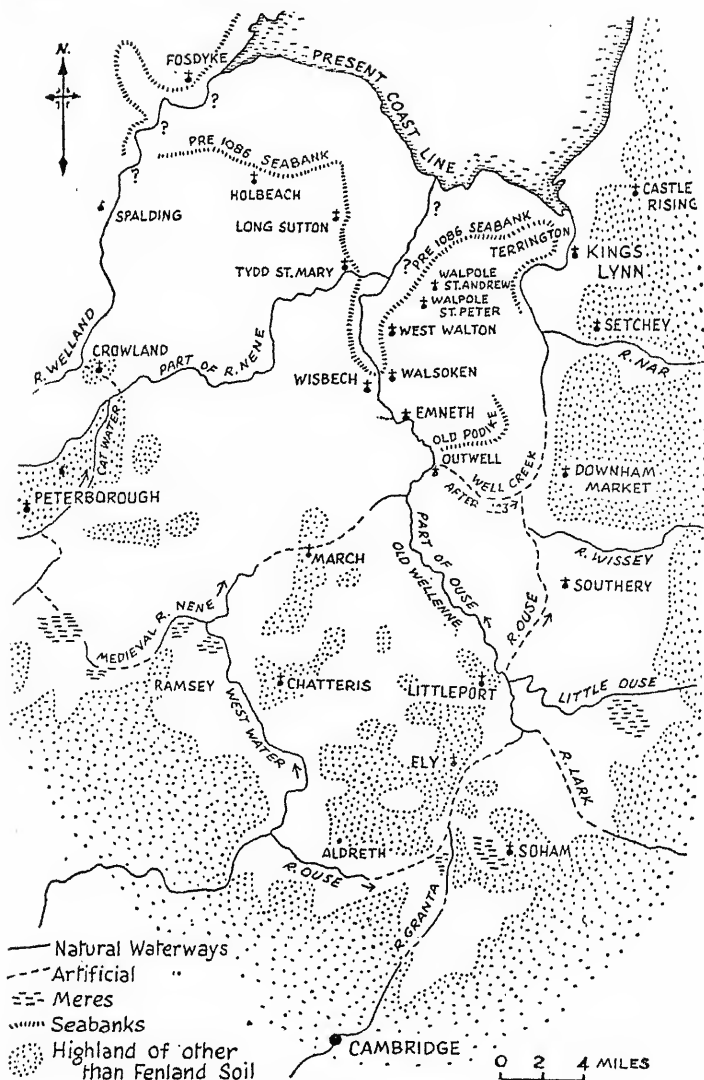 N.
FOSDYKE
PRESENT COAST LINE
?
?
?
PRE 1086 SEABANK
HOLBEACH
SPALDING
LONG SUTTON
?
?
PRE 1086 SEABANK
TERRINGTON
CASTLE
RISING
KINGS
LYNN
TYDD ST. MARY
WALPOLE
ST. ANDREW
WALPOLE
ST. PETER
WEST WALTON
SETCHEY
R. NAR
R. WELLAND
CROWLAND
PART OF R. NENE
WISBECH
WALSOKEN
EMNETH
OLD PODIKE
CAT WATER
OUTWELL
WELL CREEK
DOWNHAM
MARKET
PETERBOROUGH
MARCH
PART OF OUSE
OLD WELLENNE
R. WISSEY
SOUTHERY
R. OUSE
MEDIEVAL R. NENE
RAMSEY
CHATTERIS
LITTLEPORT
LITTLE OUSE
WEST WATER
ELY
R. LARK
ALDRETH
R. OUSE
SOHAM
R. GRANTA
CAMBRIDGE
Natural Waterways
Artificial "
Meres
Seabanks
Highland of other
than Fenland Soil
0 2 4 MILES